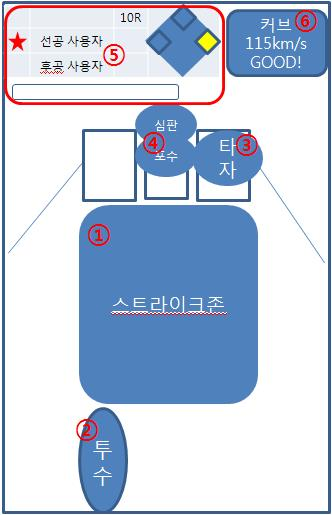 10R
★ 선공 사용자
후공 사용자 ⑤
커브 ⑥
115km/s
GOOD!
심판
④ 포수
타 ③
자
①
스트라이크존
②
투
수